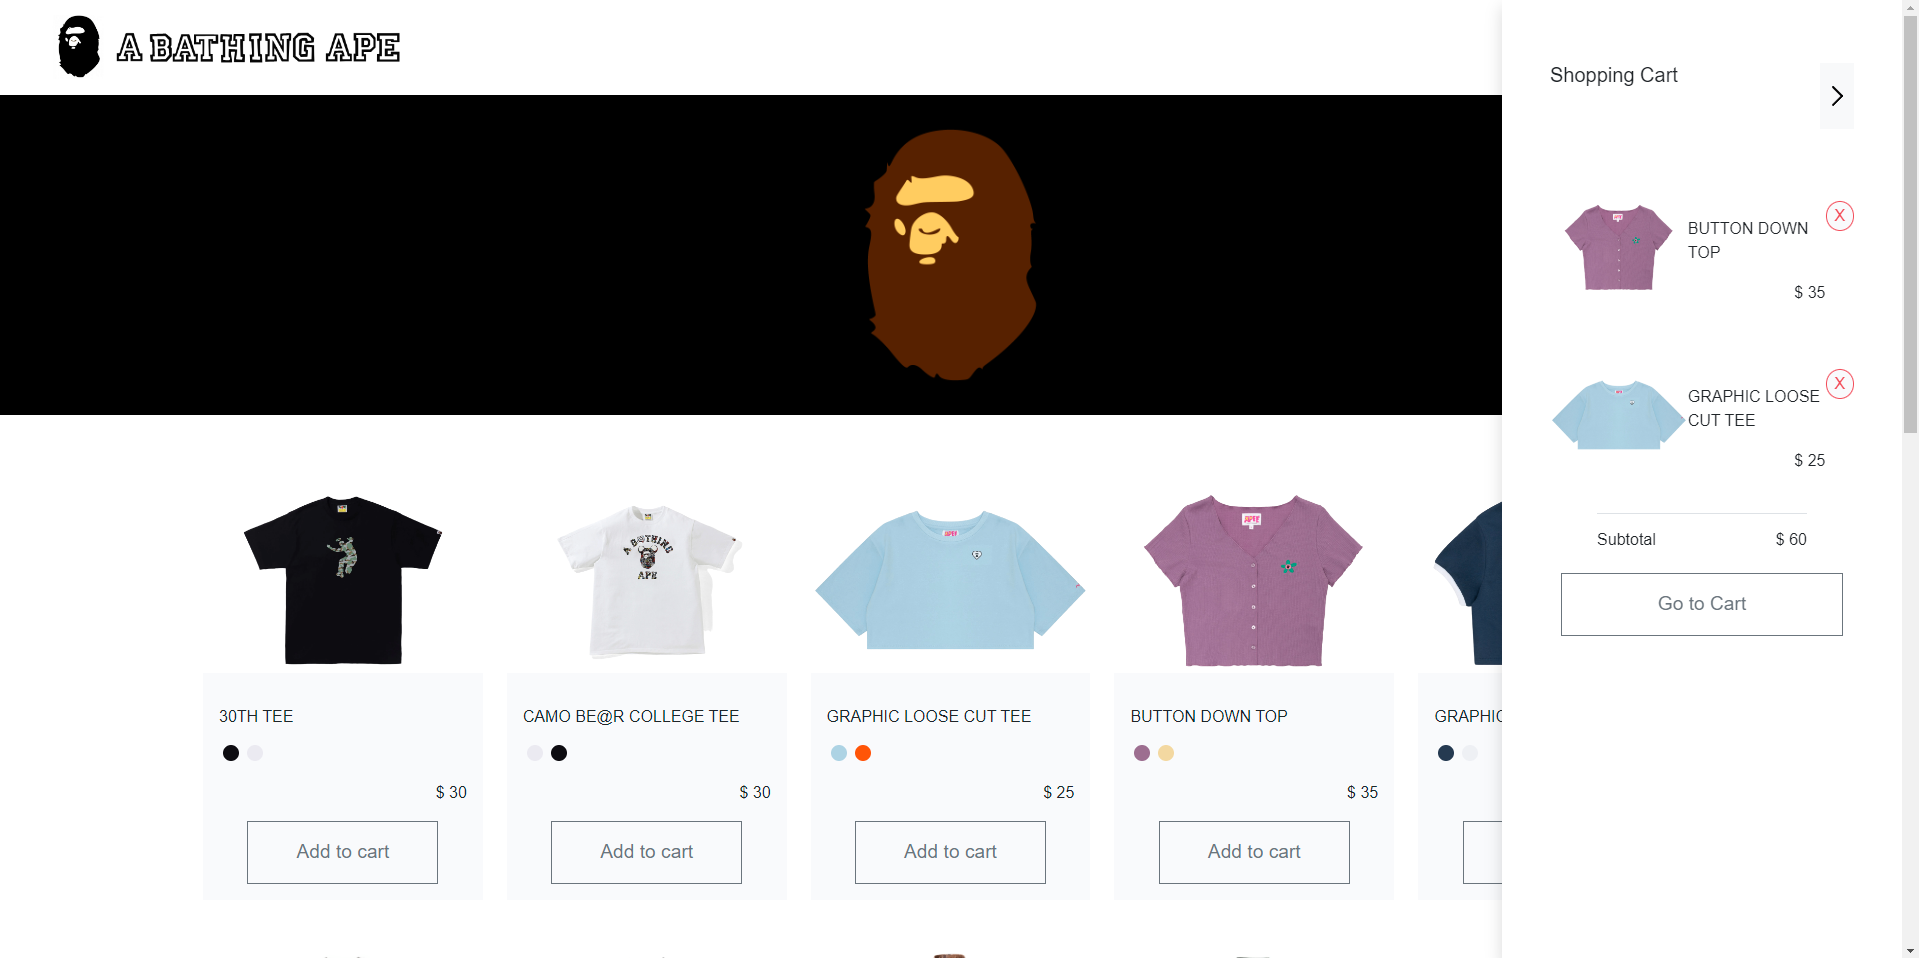 A BATHING APE
Shopping Cart
X
BUTTON DOWN
TOP
$ 35
X
GRAPHIC LOOSE
CUT TEE
$ 25
Subtotal $ 60
Go to Cart
A B@THING
APE
30TH TEE
$ 30
Add to cart
CAMO BE@R COLLEGE TEE
$ 30
Add to cart
GRAPHIC LOOSE CUT TEE
$ 25
Add to cart
BUTTON DOWN TOP
$ 35
Add to cart
GRAPHIC